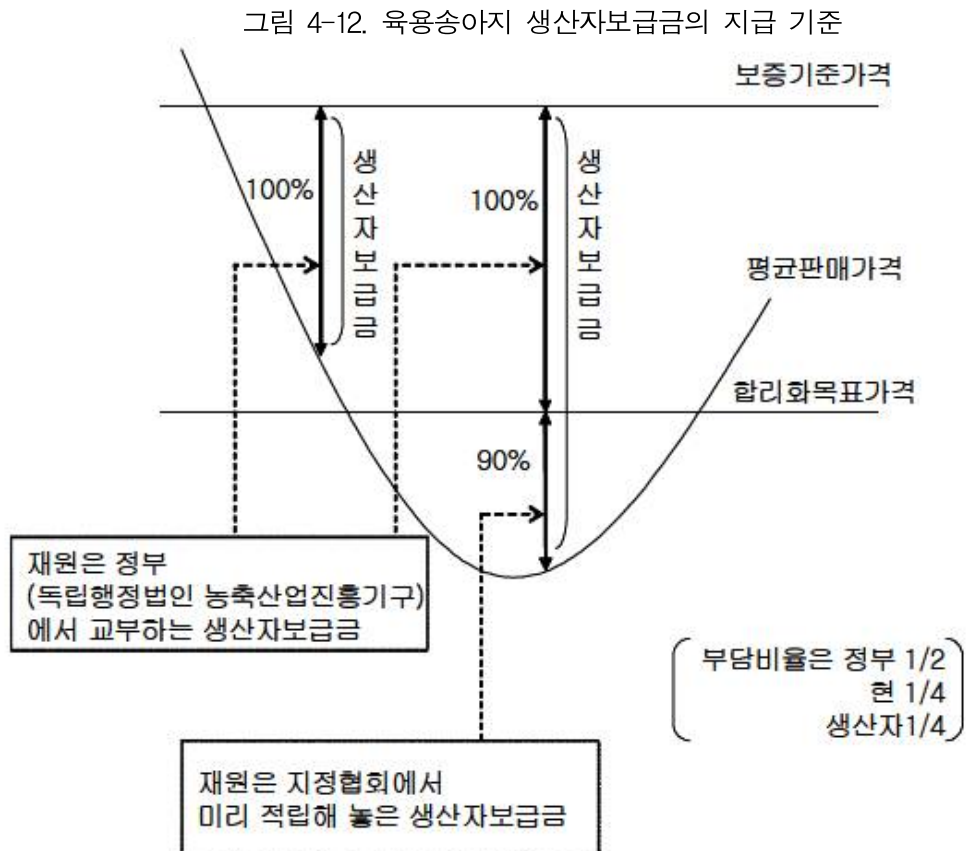 그림 4-12. 육용송아지 생산자보급금의 지급 기준
보증기준가격
100%
생산자보급금
100%
생산자보급금
평균판매가격
합리화목표가격
90%
재원은 정부
(독립행정법인 농축산업진흥기구)
에서 교부하는 생산자보급금
부담비율은 정부 1/2
현 1/4
생산자1/4
재원은 지정협회에서
미리 적립해 놓은 생산자보급금